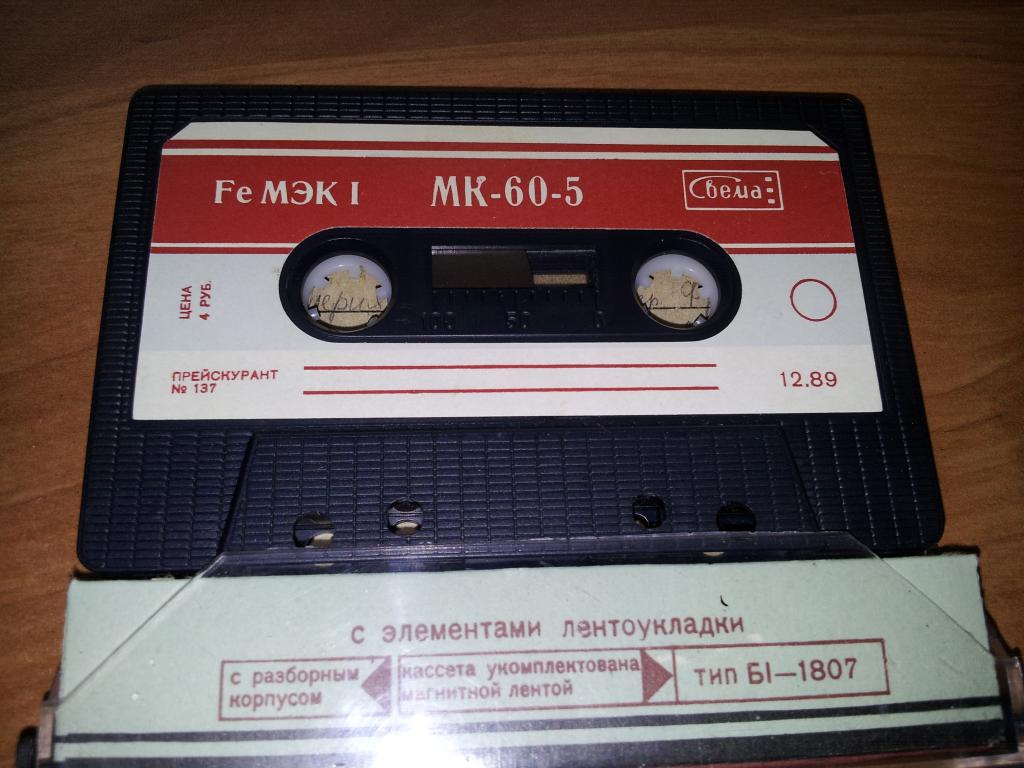 Fe МЭК I МК-60-5 Свема
ЦЕНА
4 РУБ.
100 50 0
ПРЕЙСКУРАНТ
№ 137
12.89
с элементами лентоукладки
с разборным
корпусом
кассета укомплектована
магнитной лентой
тип БI—1807